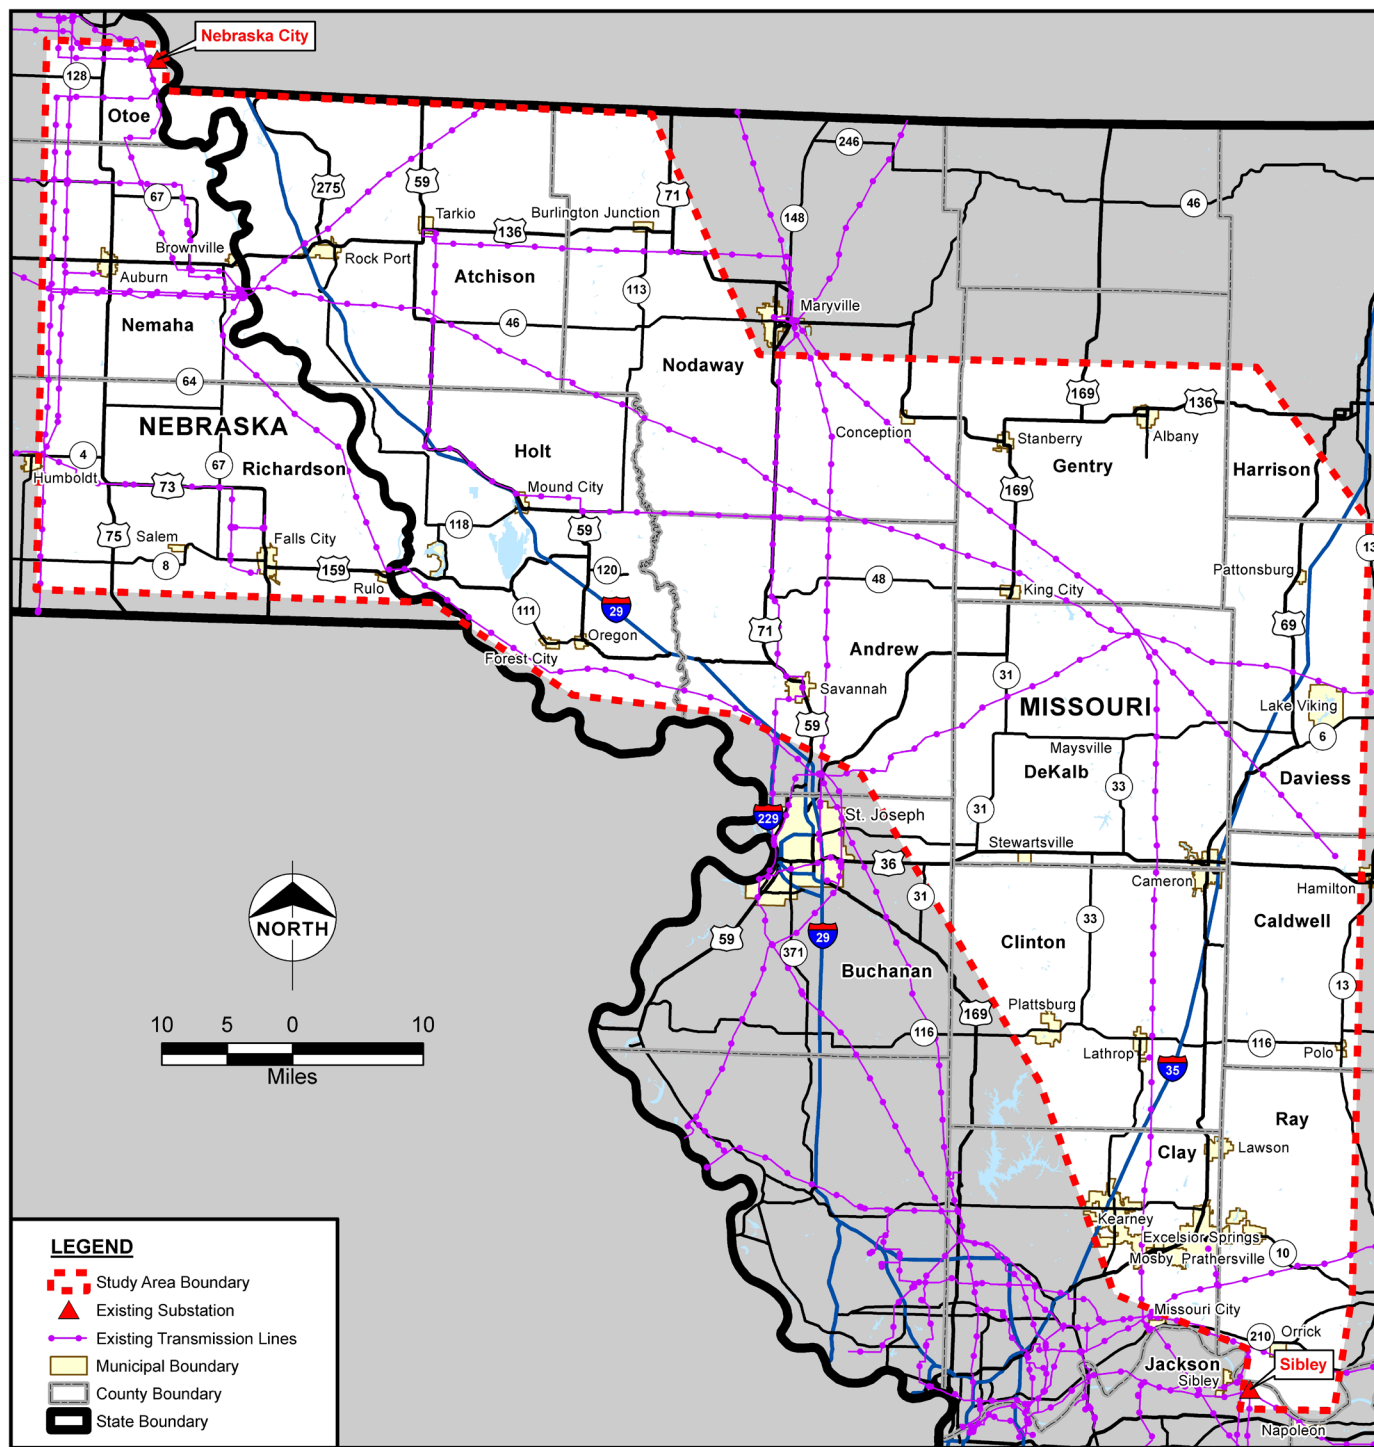 Nebraska City
128
Otoe
246
275
59
71
67
148
46
Tarkio
Burlington Junction
136
Brownville
Rock Port
Auburn
Atchison
113
Maryville
Nemaha
46
Nodaway
64
169
136
NEBRASKA
Conception
Stanberry
Albany
4
67
Holt
Gentry
Harrison
Humboldt
Richardson
73
Mound City
169
75
118
59
13
Salem
Falls City
8
159
120
48
Pattonsburg
Rulo
King City
111
29
69
Oregon
71
Forest City
Andrew
31
Savannah
MISSOURI
Lake Viking
59
6
Maysville
DeKalb
Daviess
33
31
229
St. Joseph
Stewartsville
36
Cameron
Hamilton
31
33
Caldwell
NORTH
59
29
Clinton
371
Buchanan
13
Plattsburg
169
10 5 0 10
116
116
Lathrop
Polo
Miles
35
Ray
Clay
Lawson
Kearney
Excelsior Springs
Mosby
Prathersville
10
Missouri City
210
Orrick
Jackson
Sibley
Sibley
Napoleon
LEGEND
Study Area Boundary
Existing Substation
Existing Transmission Lines
Municipal Boundary
County Boundary
State Boundary